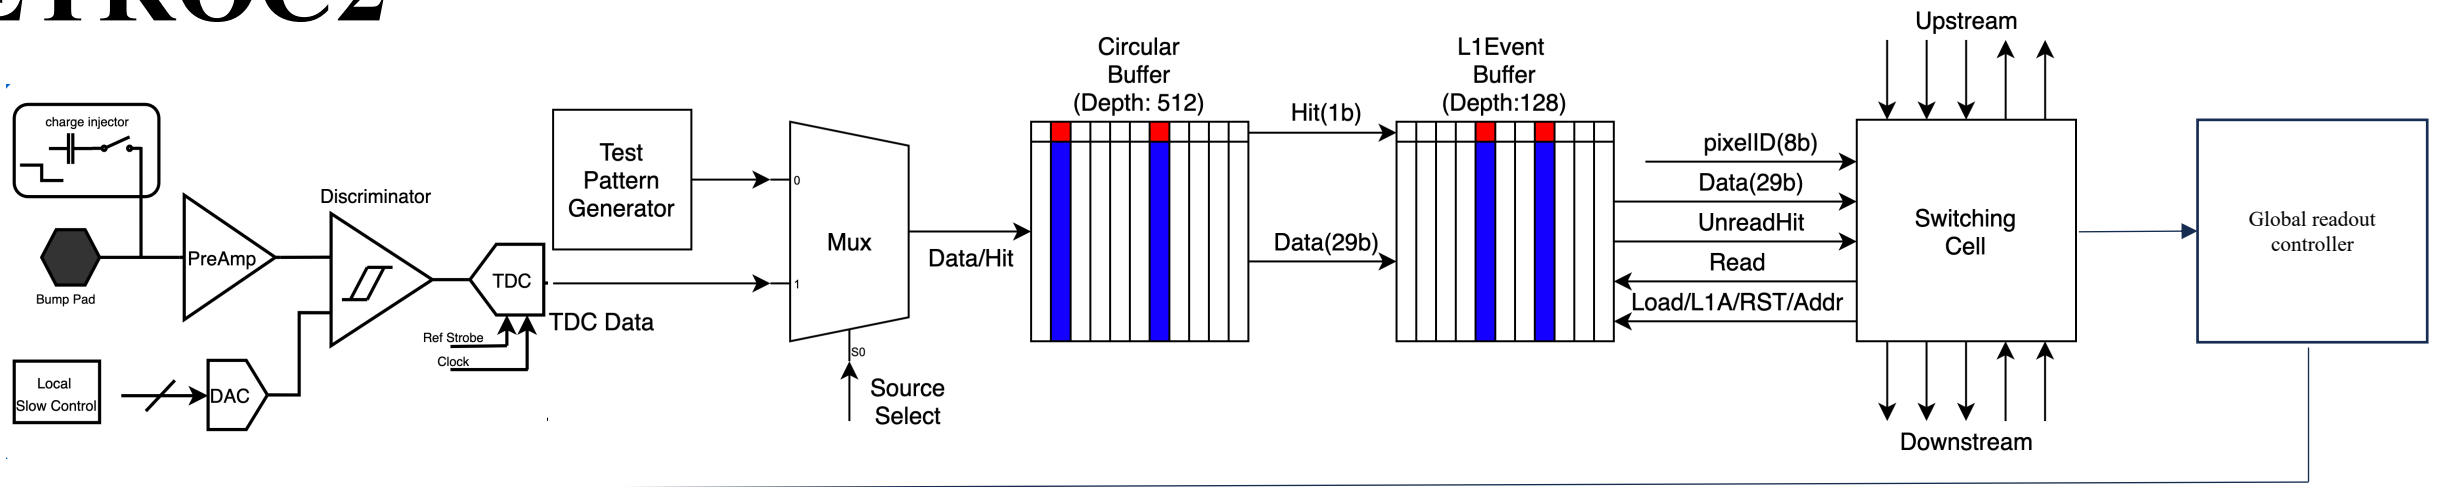 ETROC2
charge injector
Bump Pad
PreAmp
Discriminator
TDC
Ref Strobe
Clock
Local
Slow Control
DAC
TDC Data
Test
Pattern
Generator
0
1
Mux
S0
Source
Select
Data/Hit
Circular
Buffer
(Depth: 512)
Hit(1b)
Data(29b)
L1Event
Buffer
(Depth:128)
pixelID(8b)
Data(29b)
UnreadHit
Read
Load/L1A/RST/Addr
Upstream
Switching
Cell
Downstream
Global readout
controller